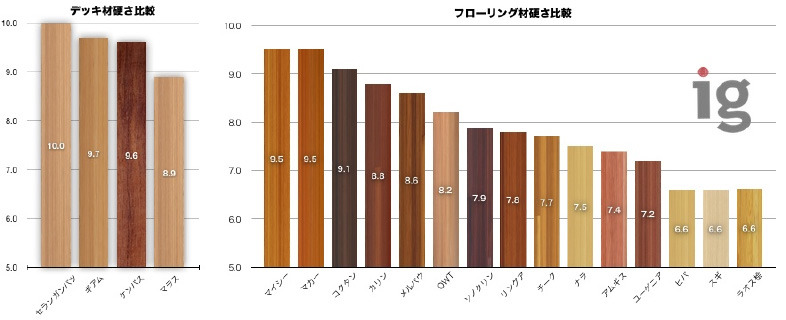 デッキ材硬さ比較
10.0
9.0
8.0
7.0
6.0
5.0
10.0
9.7
9.6
8.9
セランガンバツ
ギアム
ケンパス
マラス
フローリング材硬さ比較
10.0
9.0
8.0
7.0
6.0
5.0
9.5
9.5
9.1
8.8
8.6
8.2
7.9
7.8
7.7
7.5
7.4
7.2
6.6
6.6
6.6
マイシー
マカー
コクタン
カリン
メルバウ
OWT
ソノクリン
リンゲア
チーク
ナラ
アムギス
ユーゲニア
ヒバ
スギ
ラオス桧
ig